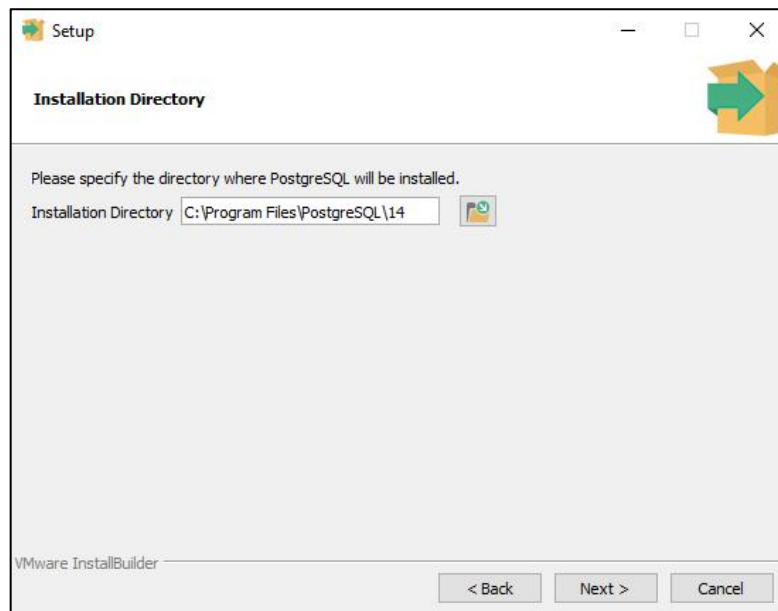 Setup
Installation Directory
Please specify the directory where PostgreSQL will be installed.
Installation Directory C:\Program Files\PostgreSQL\14
VMware InstallBuilder
< Back Next > Cancel